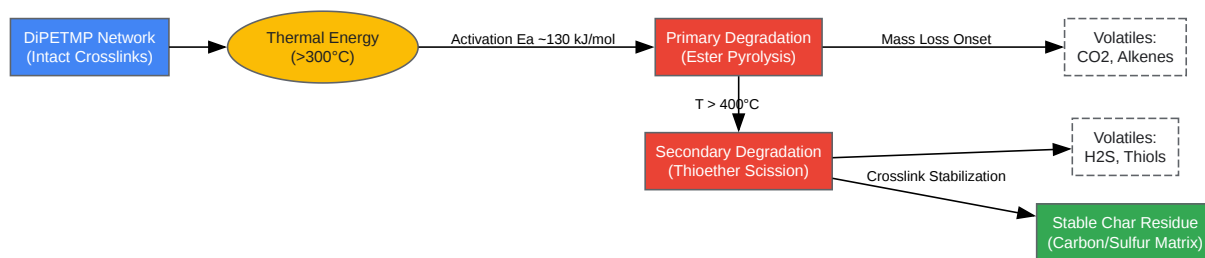 DiPETMP Network
(Intact Crosslinks)
Thermal Energy
(>300°C)
Activation Ea ~130 kJ/mol
Primary Degradation
(Ester Pyrolysis)
Mass Loss Onset
Volatiles:
CO2, Alkenes
T > 400°C
Secondary Degradation
(Thioether Scission)
Volatiles:
H2S, Thiols
Crosslink Stabilization
Stable Char Residue
(Carbon/Sulfur Matrix)